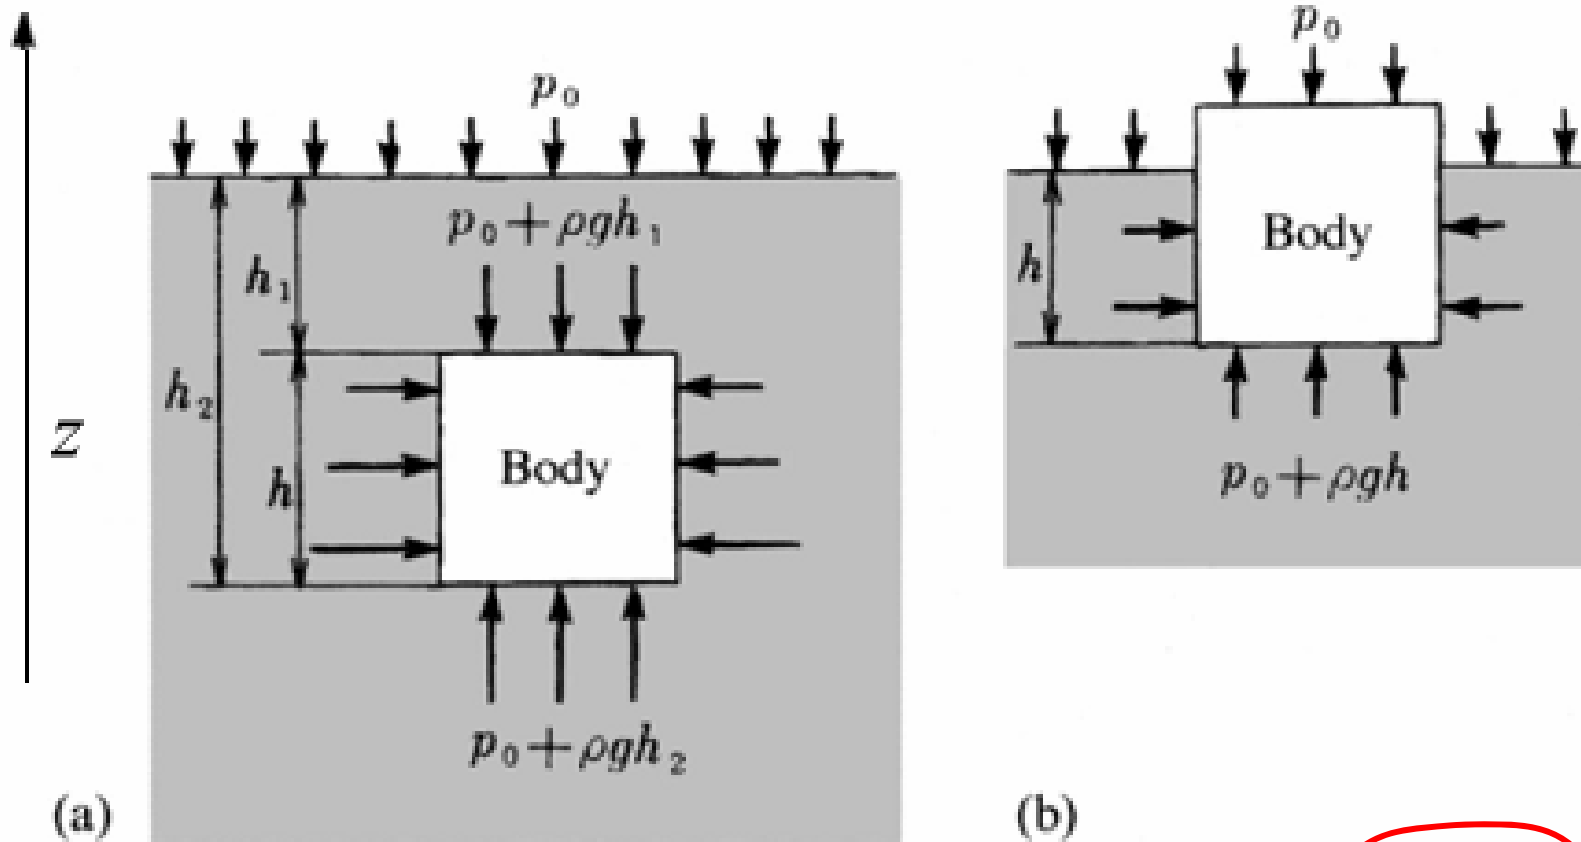 p₀
p₀ + ρgh₁
h₁
h₂
z
h
Body
p₀ + ρgh₂
(a)
p₀
Body
h
p₀ + ρgh
(b)